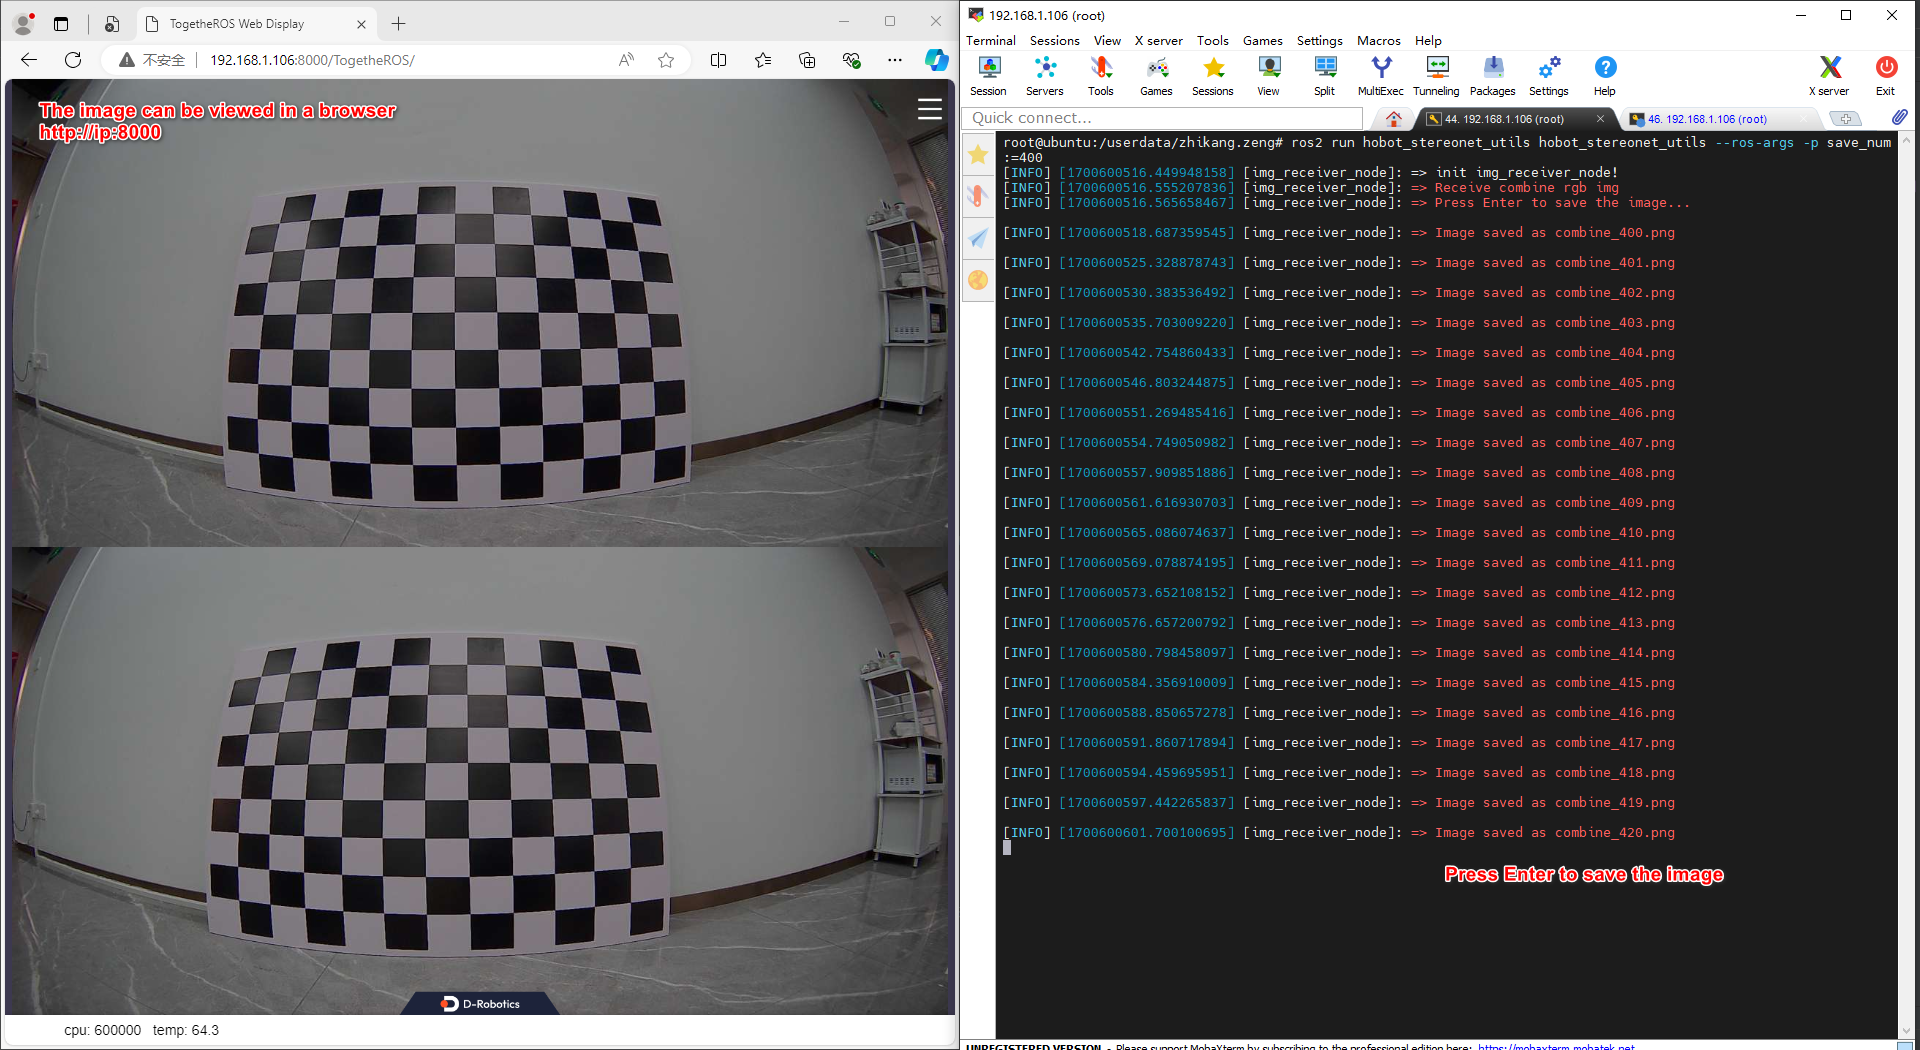 TogetheROS Web Display
不安全
192.168.1.106:8000/TogetheROS/
The image can be viewed in a browser
http://ip:8000
D-Robotics
cpu: 600000 temp: 64.3
192.168.1.106 (root)
Terminal Sessions View X server Tools Games Settings Macros Help
Session Servers Tools Games Sessions View Split MultiExec Tunneling Packages Settings Help X server Exit
Quick connect...
44. 192.168.1.106 (root)
46. 192.168.1.106 (root)
root@ubuntu:/userdata/zhikang.zeng# ros2 run hobot_stereonet_utils hobot_stereonet_utils --ros-args -p save_num
:=400
[INFO] [1700600516.449948158] [img_receiver_node]: => init img_receiver_node!
[INFO] [1700600516.555207836] [img_receiver_node]: => Receive combine rgb img
[INFO] [1700600516.565658467] [img_receiver_node]: => Press Enter to save the image...
[INFO] [1700600518.687359545] [img_receiver_node]: => Image saved as combine_400.png
[INFO] [1700600525.328878743] [img_receiver_node]: => Image saved as combine_401.png
[INFO] [1700600530.383536492] [img_receiver_node]: => Image saved as combine_402.png
[INFO] [1700600535.703009220] [img_receiver_node]: => Image saved as combine_403.png
[INFO] [1700600542.754860433] [img_receiver_node]: => Image saved as combine_404.png
[INFO] [1700600546.803244875] [img_receiver_node]: => Image saved as combine_405.png
[INFO] [1700600551.269485416] [img_receiver_node]: => Image saved as combine_406.png
[INFO] [1700600554.749050982] [img_receiver_node]: => Image saved as combine_407.png
[INFO] [1700600557.909851886] [img_receiver_node]: => Image saved as combine_408.png
[INFO] [1700600561.616930703] [img_receiver_node]: => Image saved as combine_409.png
[INFO] [1700600565.086074637] [img_receiver_node]: => Image saved as combine_410.png
[INFO] [1700600569.078874195] [img_receiver_node]: => Image saved as combine_411.png
[INFO] [1700600573.652108152] [img_receiver_node]: => Image saved as combine_412.png
[INFO] [1700600576.657200792] [img_receiver_node]: => Image saved as combine_413.png
[INFO] [1700600580.798458097] [img_receiver_node]: => Image saved as combine_414.png
[INFO] [1700600584.356910009] [img_receiver_node]: => Image saved as combine_415.png
[INFO] [1700600588.850657278] [img_receiver_node]: => Image saved as combine_416.png
[INFO] [1700600591.860717894] [img_receiver_node]: => Image saved as combine_417.png
[INFO] [1700600594.459695951] [img_receiver_node]: => Image saved as combine_418.png
[INFO] [1700600597.442265837] [img_receiver_node]: => Image saved as combine_419.png
[INFO] [1700600601.700100695] [img_receiver_node]: => Image saved as combine_420.png
Press Enter to save the image
UNREGISTERED VERSION - Please support MobaXterm by subscribing to the professional edition here: https://mobaxterm.mobatek.net